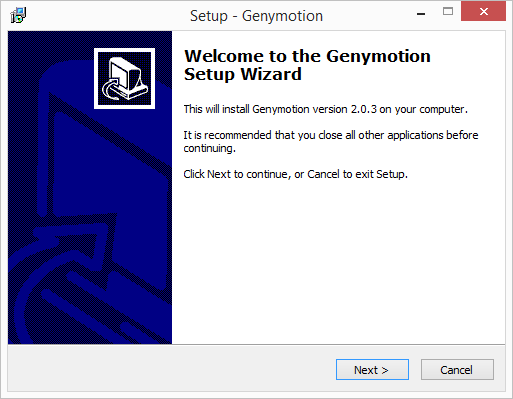 Setup - Genymotion
Welcome to the Genymotion
Setup Wizard
This will install Genymotion version 2.0.3 on your computer.
It is recommended that you close all other applications before
continuing.
Click Next to continue, or Cancel to exit Setup.
Next >
Cancel